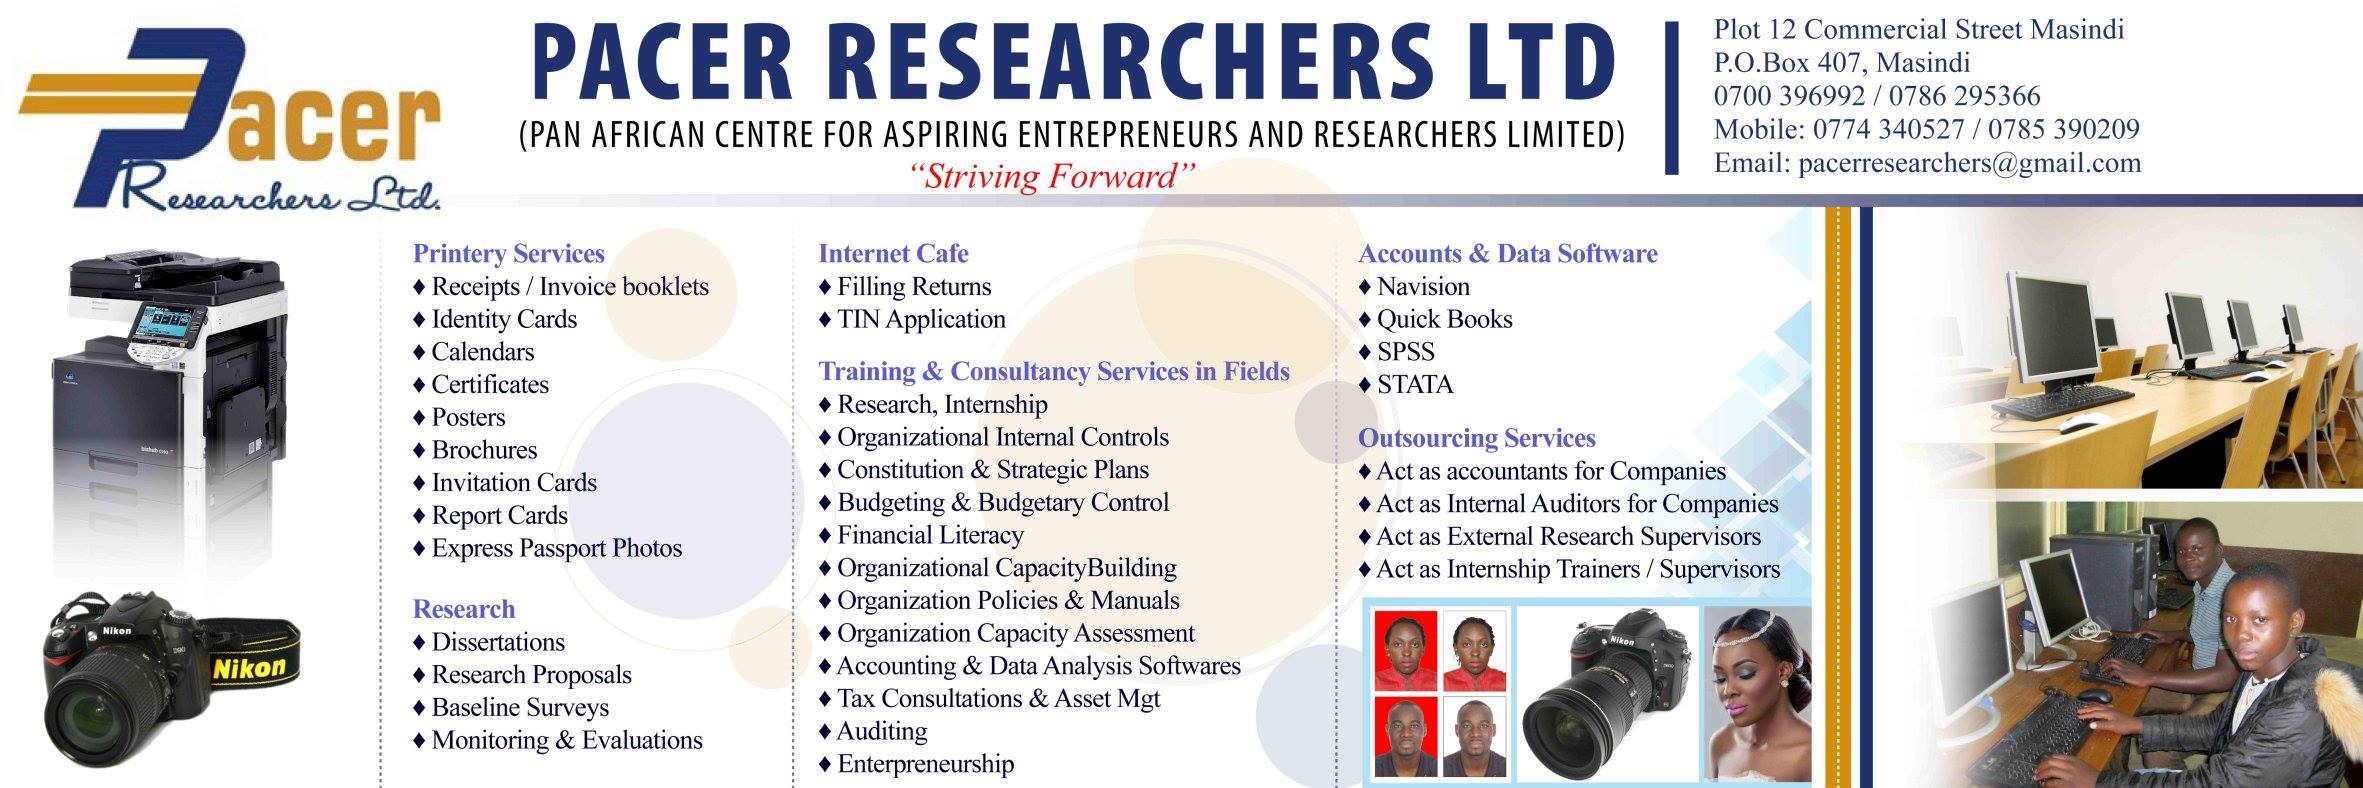 Pacer
Researchers Ltd.
PACER RESEARCHERS LTD
(PAN AFRICAN CENTRE FOR ASPIRING ENTREPRENEURS AND RESEARCHERS LIMITED)
“Striving Forward”
Plot 12 Commercial Street Masindi
P.O.Box 407, Masindi
0700 396992 / 0786 295366
Mobile: 0774 340527 / 0785 390209
Email: pacerresearchers@gmail.com
Printery Services
♦ Receipts / Invoice booklets
♦ Identity Cards
♦ Calendars
♦ Certificates
♦ Posters
♦ Brochures
♦ Invitation Cards
♦ Report Cards
♦ Express Passport Photos
Research
♦ Dissertations
♦ Research Proposals
♦ Baseline Surveys
♦ Monitoring & Evaluations
Internet Cafe
♦ Filling Returns
♦ TIN Application
Training & Consultancy Services in Fields
♦ Research, Internship
♦ Organizational Internal Controls
♦ Constitution & Strategic Plans
♦ Budgeting & Budgetary Control
♦ Financial Literacy
♦ Organizational CapacityBuilding
♦ Organization Policies & Manuals
♦ Organization Capacity Assessment
♦ Accounting & Data Analysis Softwares
♦ Tax Consultations & Asset Mgt
♦ Auditing
♦ Enterpreneurship
Accounts & Data Software
♦ Navision
♦ Quick Books
♦ SPSS
♦ STATA
Outsourcing Services
♦ Act as accountants for Companies
♦ Act as Internal Auditors for Companies
♦ Act as External Research Supervisors
♦ Act as Internship Trainers / Supervisors
bizhub
Nikon
D90
Nikon
Nikon